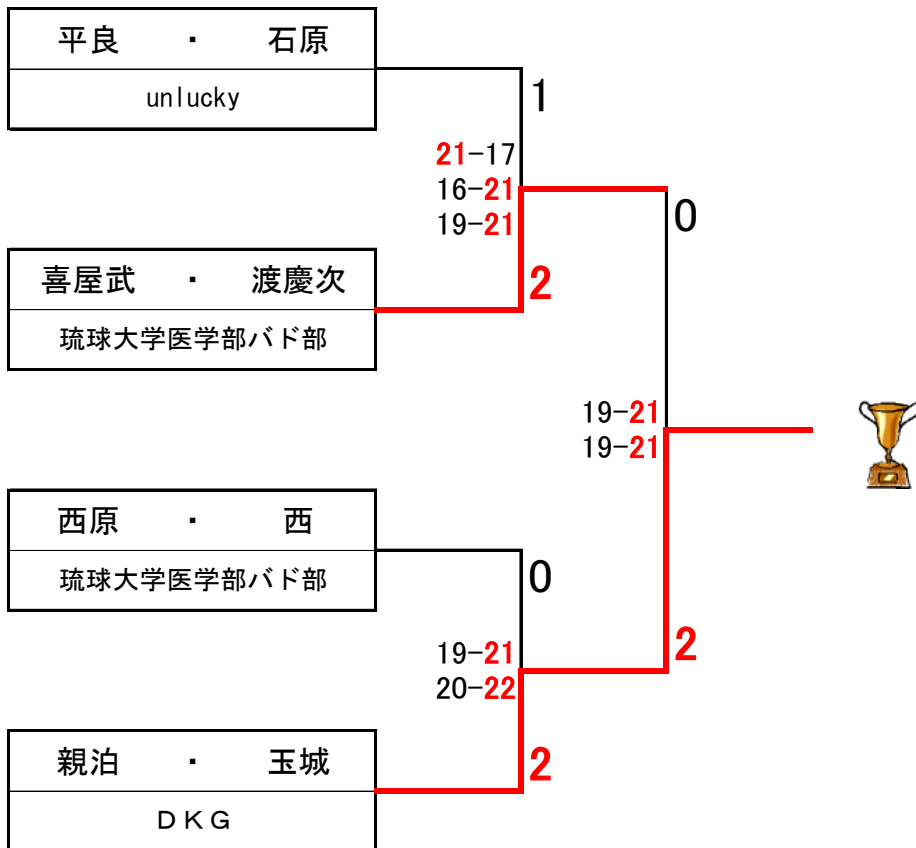 平良 ・ 石原
unlucky
1
21-17
16-21
19-21
0
喜屋武 ・ 渡慶次
2
琉球大学医学部バド部
19-21
19-21
西原 ・ 西
琉球大学医学部バド部
0
19-21
20-22
2
親泊 ・ 玉城
2
ＤＫＧ